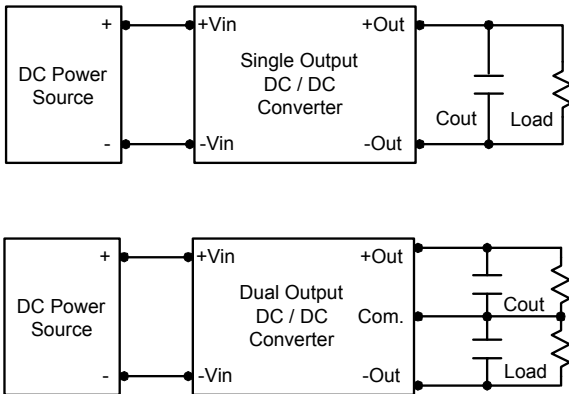 +
+Vin
+Out
DC Power
Source
Single Output
DC / DC
Converter
Cout
Load
-
-Vin
-Out
+
+Vin
+Out
DC Power
Source
Dual Output
DC / DC
Converter
Com.
Cout
Load
-
-Vin
-Out